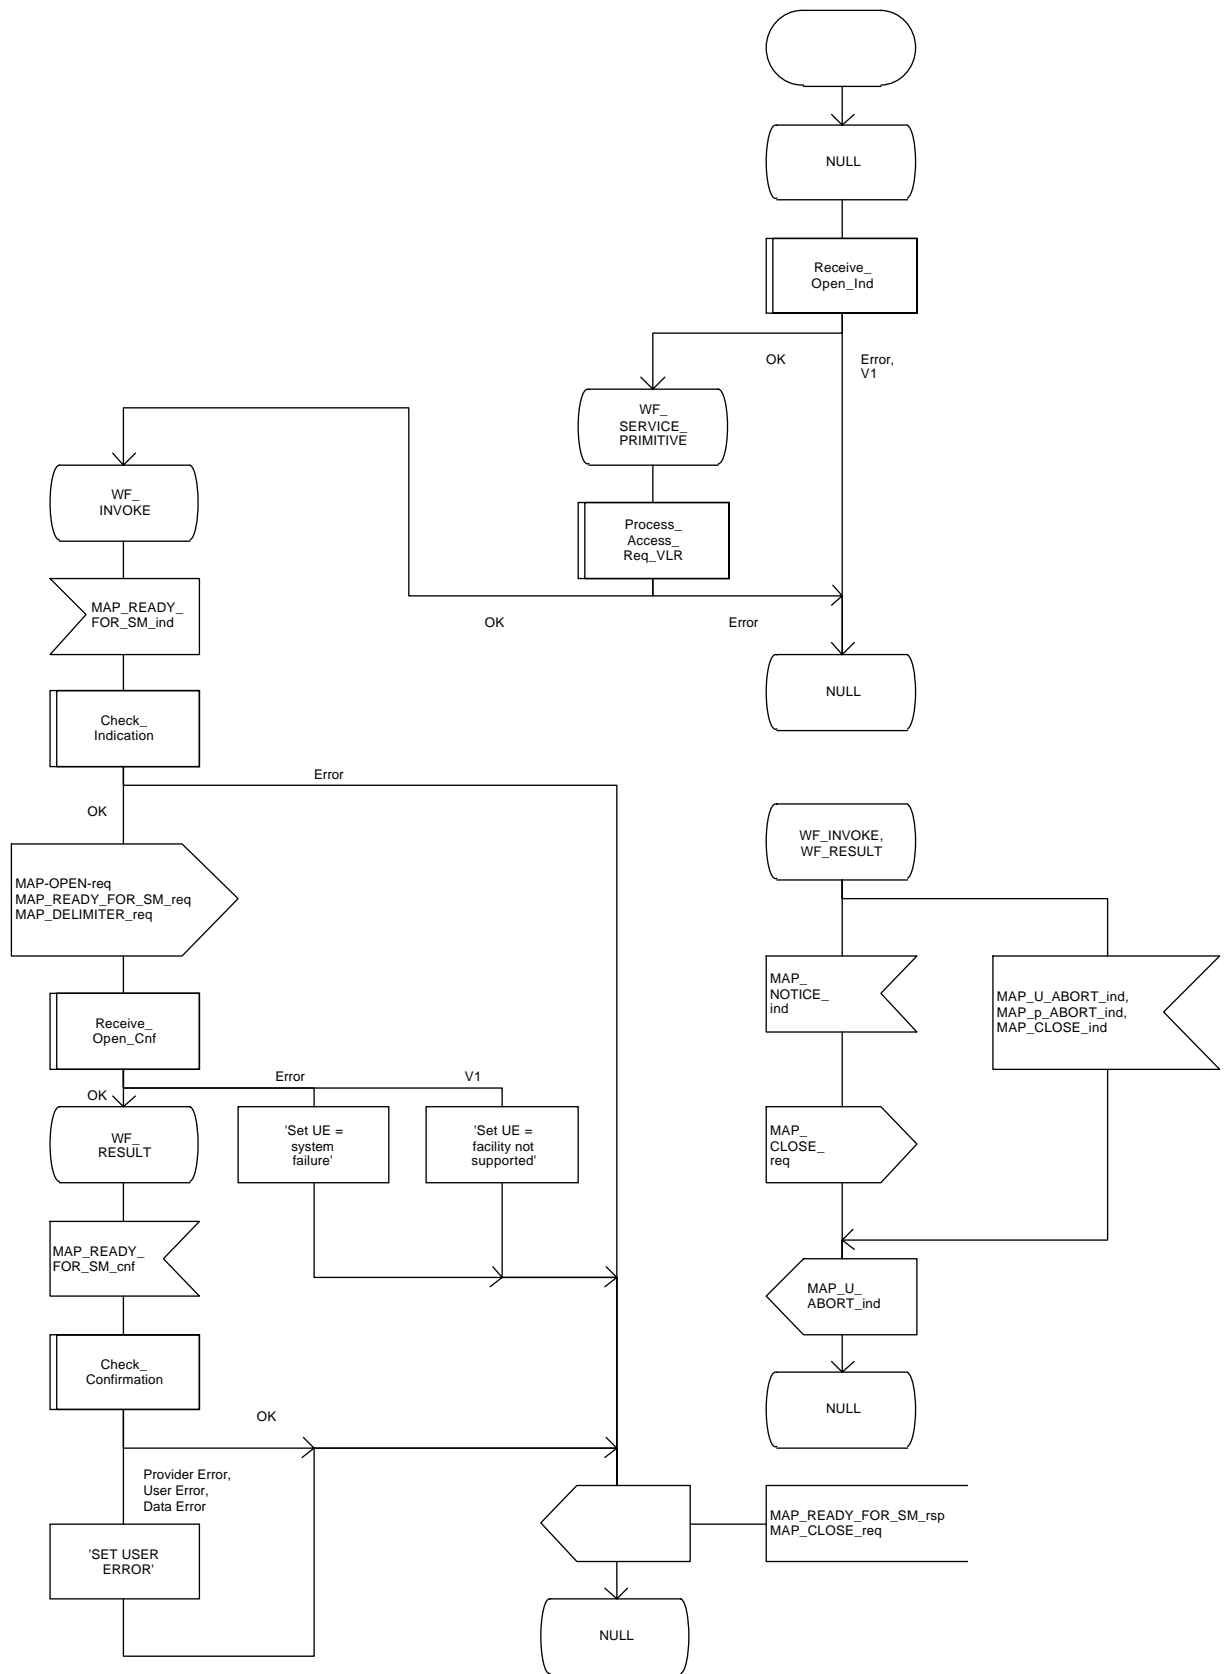 NULL
Receive_
Open_Ind
OK
Error,
V1
WF_
SERVICE_
PRIMITIVE
WF_
INVOKE
Process_
Access_
Req_VLR
MAP_READY_
FOR_SM_ind
OK
Error
NULL
Check_
Indication
Error
OK
WF_INVOKE,
WF_RESULT
MAP-OPEN-req
MAP_READY_FOR_SM_req
MAP_DELIMITER_req
MAP_
NOTICE_
ind
MAP_U_ABORT_ind,
MAP_p_ABORT_ind,
MAP_CLOSE_ind
Receive_
Open_Cnf
Error
V1
OK
WF_
RESULT
'Set UE =
system
failure'
'Set UE =
facility not
supported'
MAP_
CLOSE_
req
MAP_READY_
FOR_SM_cnf
MAP_U_
ABORT_ind
Check_
Confirmation
NULL
OK
Provider Error,
User Error,
Data Error
MAP_READY_FOR_SM_rsp
MAP_CLOSE_req
'SET USER
ERROR'
NULL